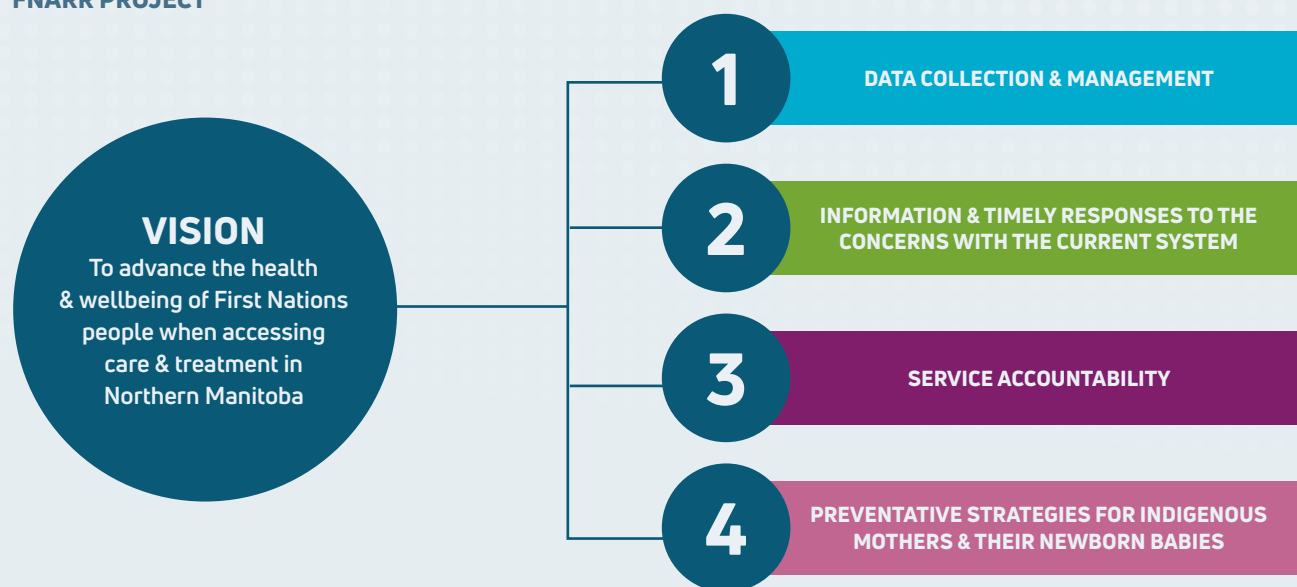 FNARR PROJECT
VISION
To advance the health
& wellbeing of First Nations
people when accessing
care & treatment in
Northern Manitoba
1
DATA COLLECTION & MANAGEMENT
2
INFORMATION & TIMELY RESPONSES TO THE
CONCERNS WITH THE CURRENT SYSTEM
3
SERVICE ACCOUNTABILITY
4
PREVENTATIVE STRATEGIES FOR INDIGENOUS
MOTHERS & THEIR NEWBORN BABIES